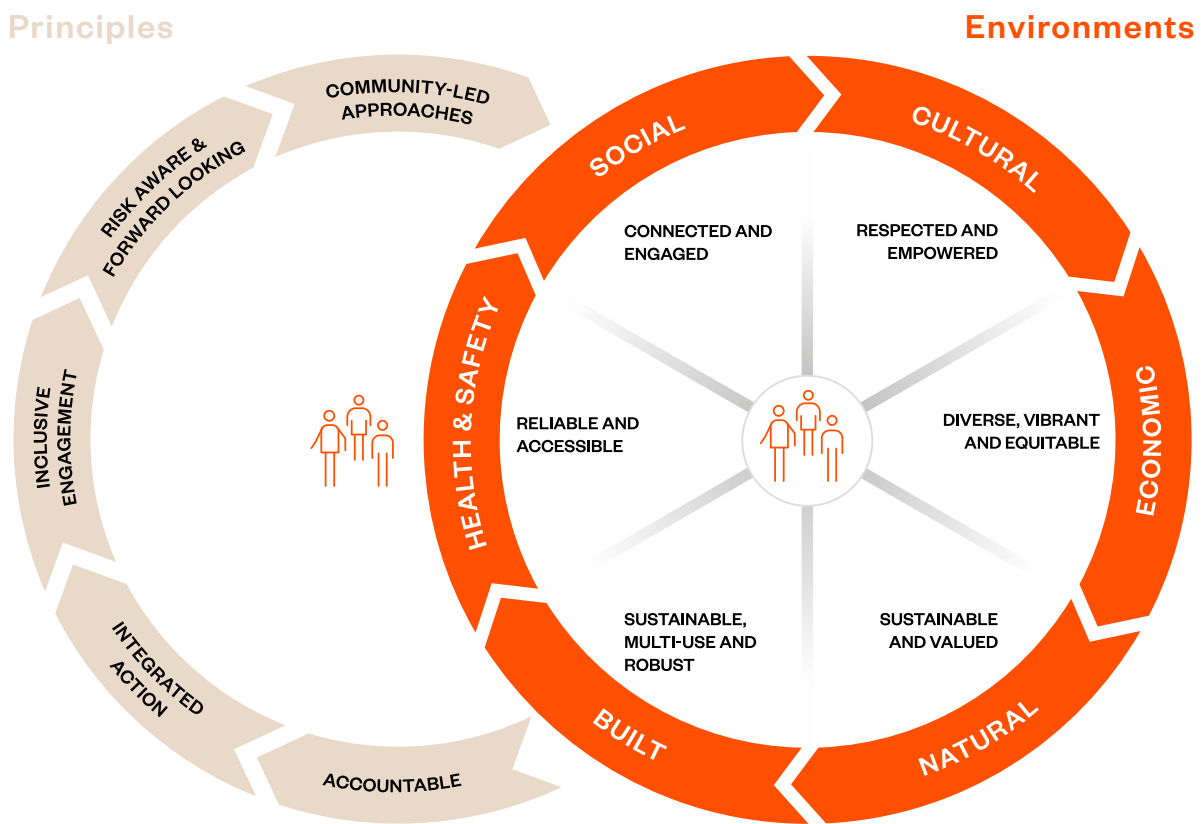 Principles
Environments
COMMUNITY-LED
APPROACHES
RISK AWARE &
FORWARD LOOKING
INCLUSIVE
ENGAGEMENT
INTEGRATED
ACTION
ACCOUNTABLE
SOCIAL
CULTURAL
ECONOMIC
NATURAL
BUILT
HEALTH & SAFETY
CONNECTED AND
ENGAGED
RESPECTED AND
EMPOWERED
DIVERSE, VIBRANT
AND EQUITABLE
SUSTAINABLE
AND VALUED
SUSTAINABLE,
MULTI-USE AND
ROBUST
RELIABLE AND
ACCESSIBLE